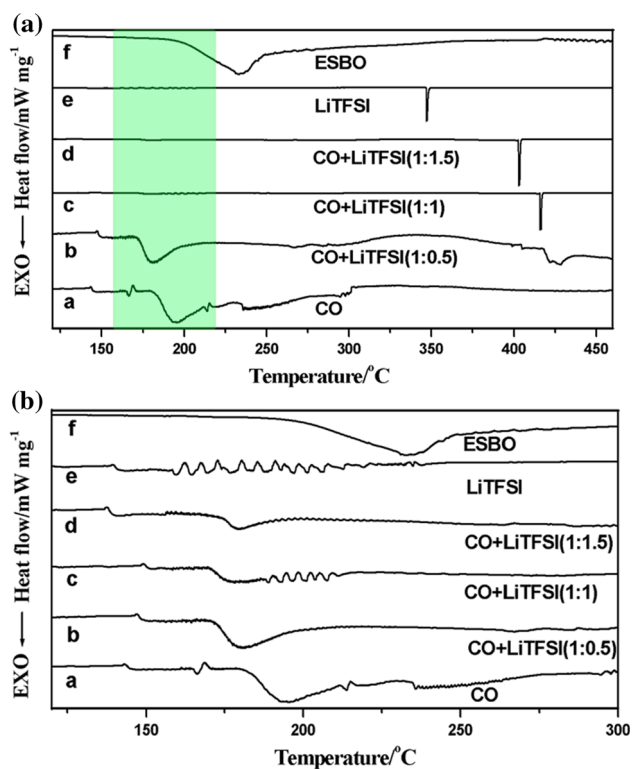 (a)
EXO ← Heat flow/mW mg-1
f
ESBO
e
LiTFSI
d
CO+LiTFSI(1:1.5)
c
CO+LiTFSI(1:1)
b
CO+LiTFSI(1:0.5)
a
CO
150 200 250 300 350 400 450
Temperature/oC
(b)
EXO ← Heat flow/mW mg-1
f
ESBO
e
LiTFSI
d
CO+LiTFSI(1:1.5)
c
CO+LiTFSI(1:1)
b
CO+LiTFSI(1:0.5)
a
CO
150 200 250 300
Temperature/oC